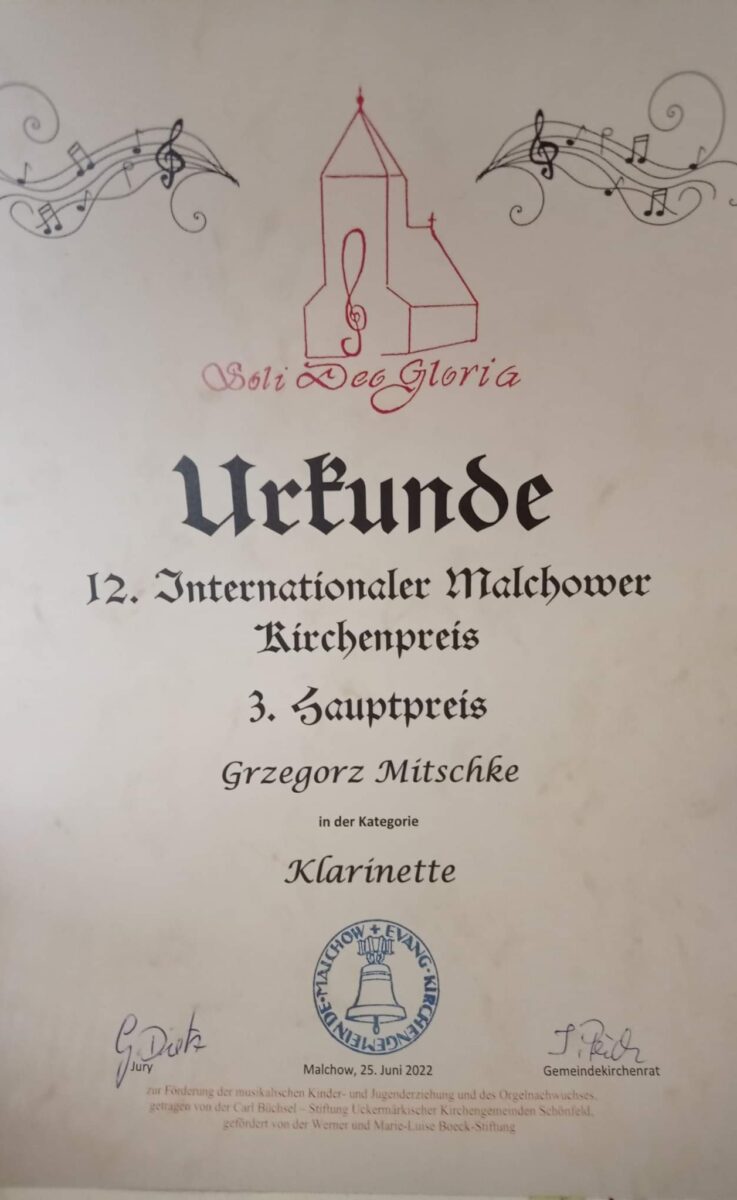 Soli Deo Gloria
Urkunde
12. Internationaler Malchower
Kirchenpreis
3. Hauptpreis
Grzegorz Mitschke
in der Kategorie
Klarinette
MALCHOW + EVANG. KIRCHENGEMEINDE
G. Dietz
Jury
Malchow, 25. Juni 2022
Gemeindekirchenrat
zur Förderung der musikalischen Kinder- und Jugenderziehung und des Orgelnachwuchses,
getragen von der Carl Büchsel – Stiftung Uckermärkischer Kirchengemeinden Schönfeld,
gefördert von der Werner und Marie-Luise Boeck-Stiftung